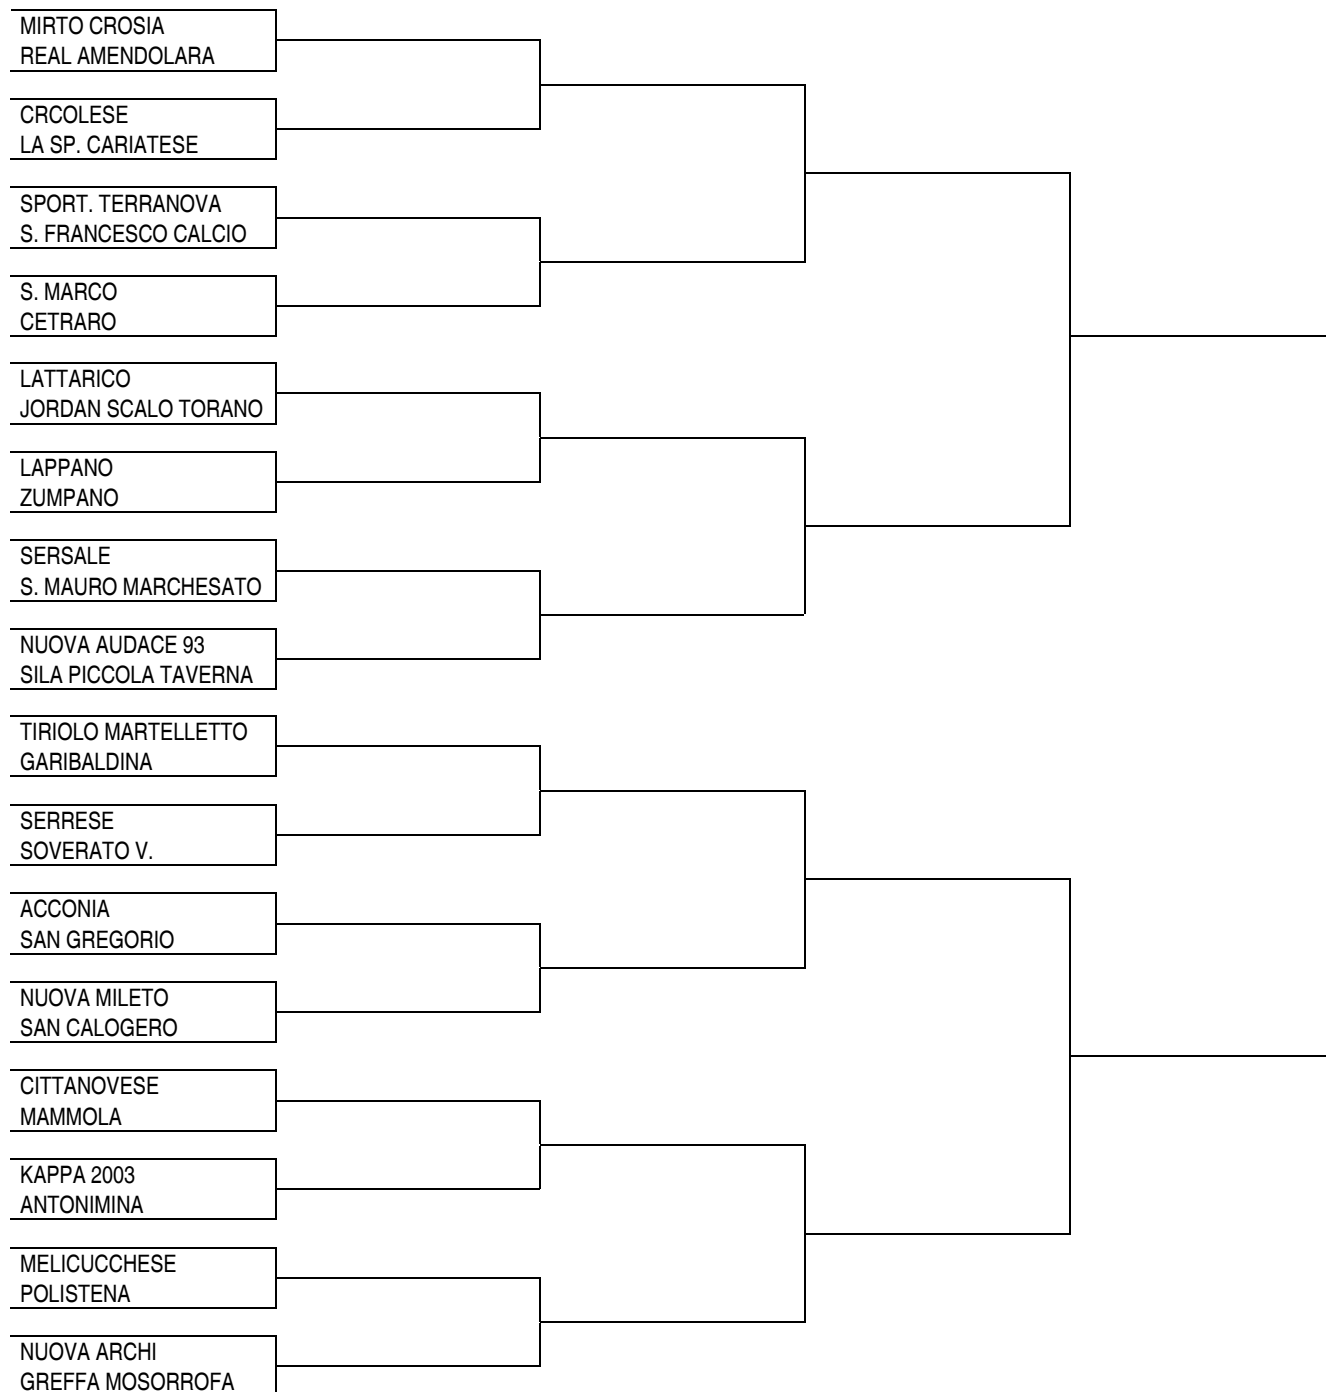 MIRTO CROSIA
REAL AMENDOLARA
CRCOLESE
LA SP. CARIATESE
SPORT. TERRANOVA
S. FRANCESCO CALCIO
S. MARCO
CETRARO
LATTARICO
JORDAN SCALO TORANO
LAPPANO
ZUMPANO
SERSALE
S. MAURO MARCHESATO
NUOVA AUDACE 93
SILA PICCOLA TAVERNA
TIRIOLO MARTELLETTO
GARIBALDINA
SERRESE
SOVERATO V.
ACCONIA
SAN GREGORIO
NUOVA MILETO
SAN CALOGERO
CITTANOVESE
MAMMOLA
KAPPA 2003
ANTONIMINA
MELICUCCHESE
POLISTENA
NUOVA ARCHI
GREFFA MOSORROFA